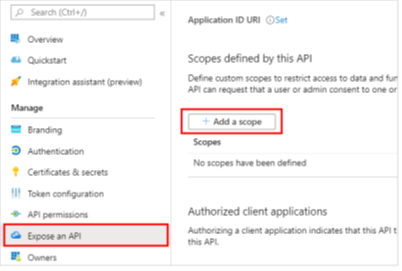 Search (Ctrl+/)
«
Overview
Quickstart
Integration assistant (preview)
Manage
Branding
Authentication
Certificates & secrets
Token configuration
API permissions
Expose an API
Owners
Application ID URI Set
Scopes defined by this API
Define custom scopes to restrict access to data and fun
API can request that a user or admin consent to one or
+ Add a scope
Scopes
No scopes have been defined
Authorized client applications
Authorizing a client application indicates that this API t
this API.